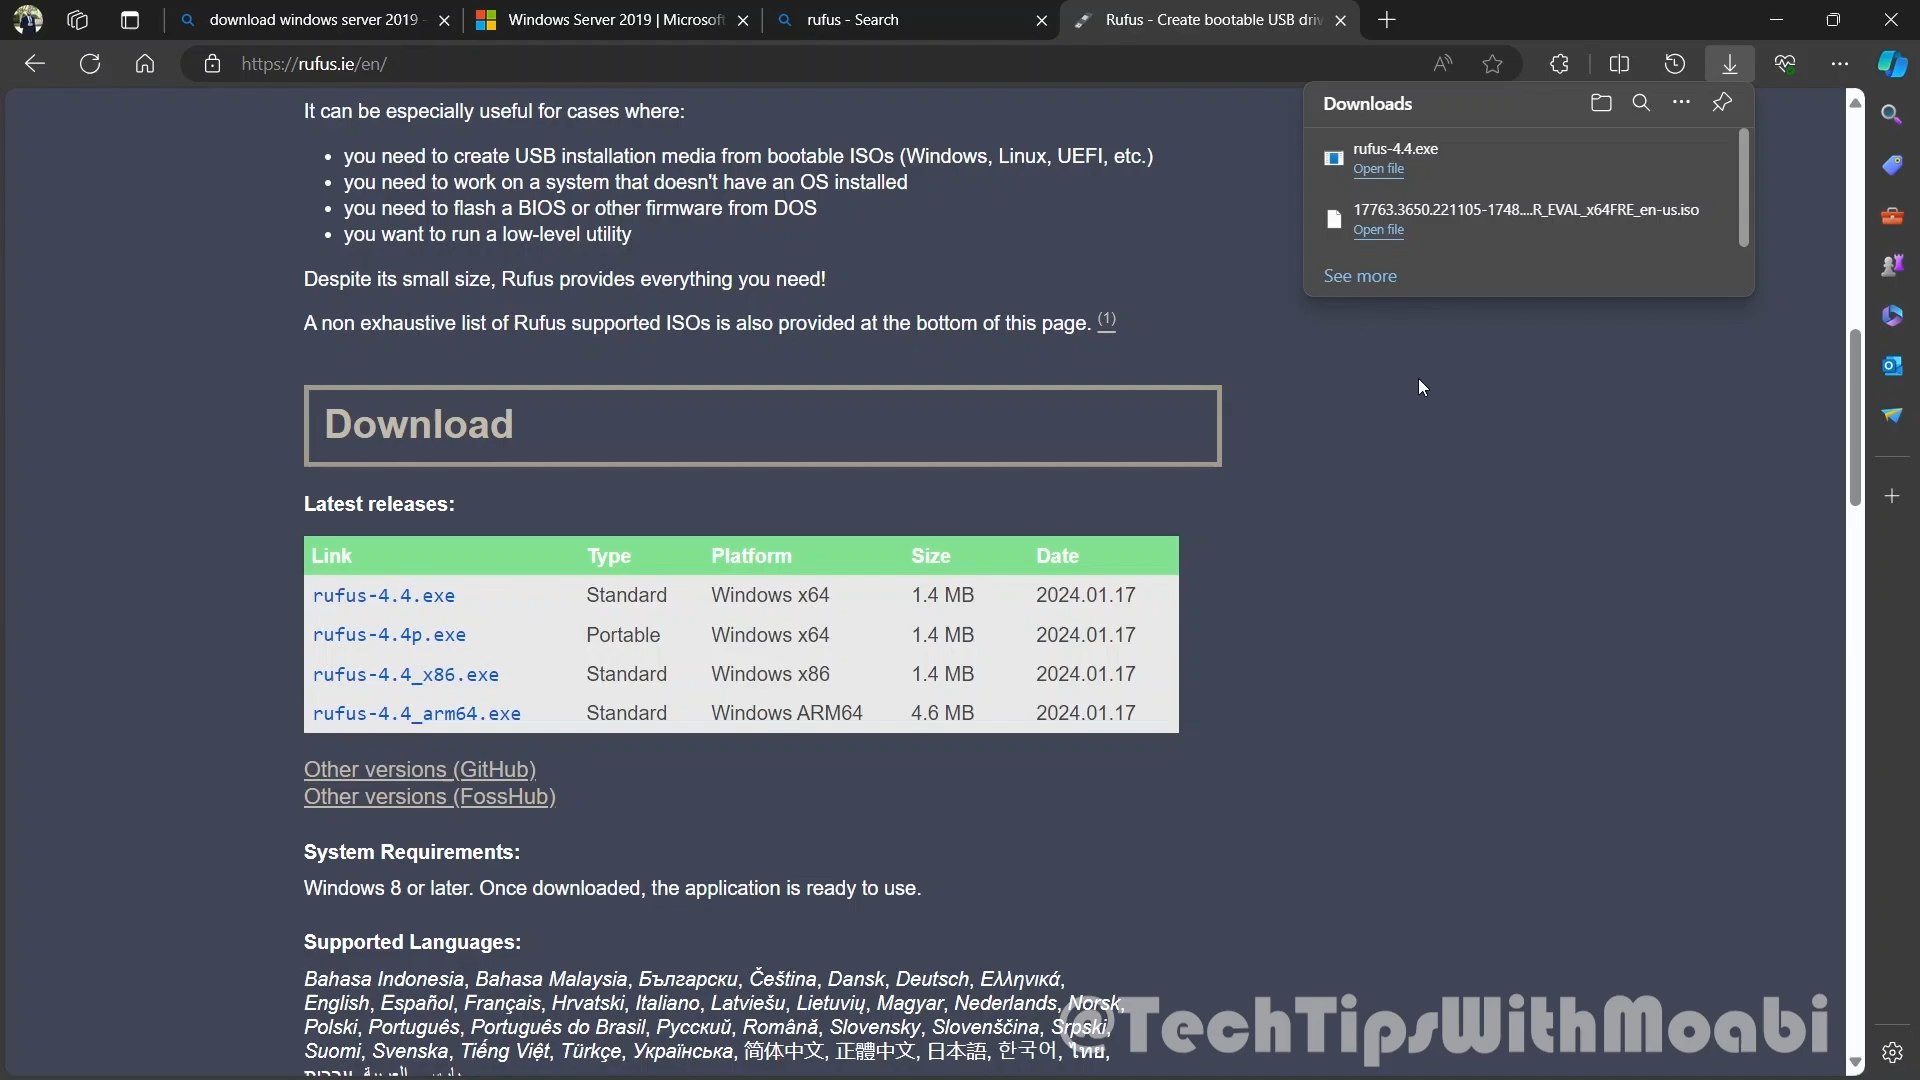 download windows server 2019
Windows Server 2019 | Microsoft
rufus - Search
Rufus - Create bootable USB driv
https://rufus.ie/en/
Downloads
rufus-4.4.exe
Open file
17763.3650.221105-1748....R_EVAL_x64FRE_en-us.iso
Open file
See more
It can be especially useful for cases where:
• you need to create USB installation media from bootable ISOs (Windows, Linux, UEFI, etc.)
• you need to work on a system that doesn't have an OS installed
• you need to flash a BIOS or other firmware from DOS
• you want to run a low-level utility
Despite its small size, Rufus provides everything you need!
A non exhaustive list of Rufus supported ISOs is also provided at the bottom of this page. (1)
Download
Latest releases:
Link Type Platform Size Date
rufus-4.4.exe Standard Windows x64 1.4 MB 2024.01.17
rufus-4.4p.exe Portable Windows x64 1.4 MB 2024.01.17
rufus-4.4_x86.exe Standard Windows x86 1.4 MB 2024.01.17
rufus-4.4_arm64.exe Standard Windows ARM64 4.6 MB 2024.01.17
Other versions (GitHub)
Other versions (FossHub)
System Requirements:
Windows 8 or later. Once downloaded, the application is ready to use.
Supported Languages:
Bahasa Indonesia, Bahasa Malaysia, Български, Čeština, Dansk, Deutsch, Ελληνικά,
English, Español, Français, Hrvatski, Italiano, Latviešu, Lietuvių, Magyar, Nederlands, Norsk,
Polski, Português, Português do Brasil, Русский, Română, Slovensky, Slovenščina, Srpski,
Suomi, Svenska, Tiếng Việt, Türkçe, Українська, 简体中文, 正體中文, 日本語, 한국어, ไทย,
@TechTipsWithMoabi